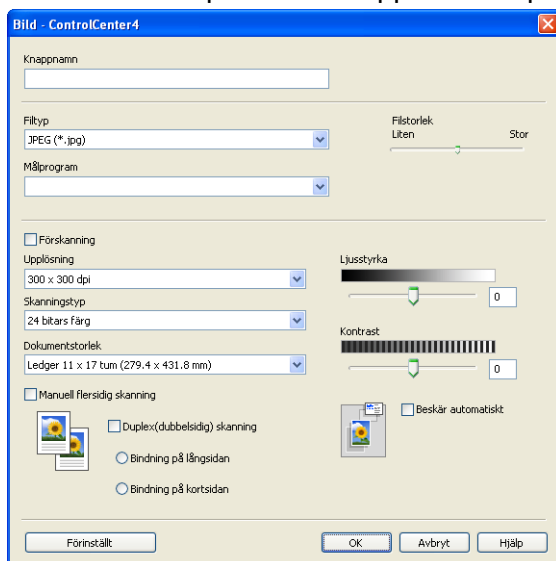 Bild - ControlCenter4
Knappnamn
Filtyp
JPEG (*.jpg)
Filstorlek
Liten Stor
Målprogram
Förskanning
Upplösning
300 x 300 dpi
Ljusstyrka
0
Skanningstyp
24 bitars färg
Kontrast
0
Dokumentstorlek
Ledger 11 x 17 tum (279.4 x 431.8 mm)
Manuell flersidig skanning
Beskär automatiskt
Duplex(dubbelsidig) skanning
Bindning på långsidan
Bindning på kortsidan
Förinställt OK Avbryt Hjälp